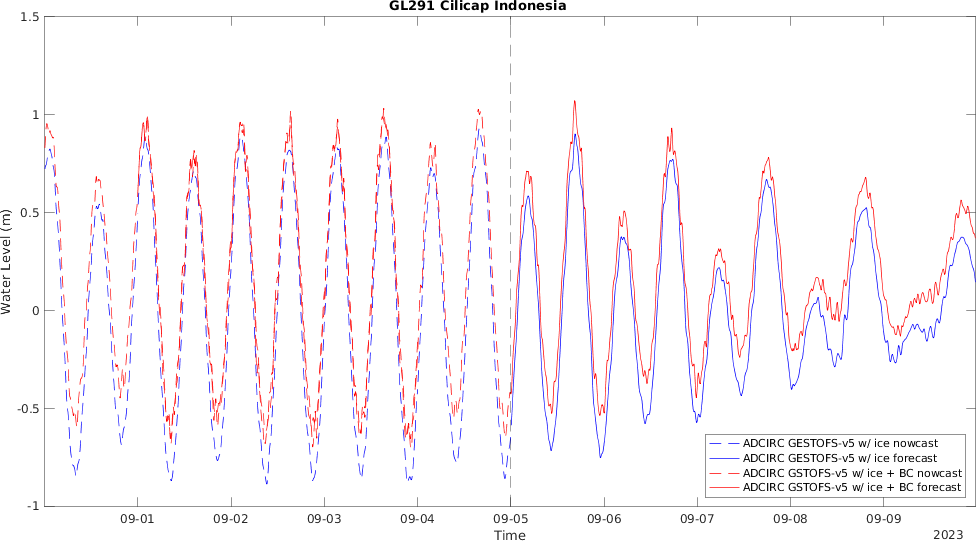 GL291 Cilicap Indonesia
1.5
1
0.5
0
-0.5
-1
Water Level (m)
09-01 09-02 09-03 09-04 09-05 09-06 09-07 09-08 09-09
Time
2023
ADCIRC GESTOFS-v5 w/ ice nowcast
ADCIRC GESTOFS-v5 w/ ice forecast
ADCIRC GSTOFS-v5 w/ ice + BC nowcast
ADCIRC GSTOFS-v5 w/ ice + BC forecast